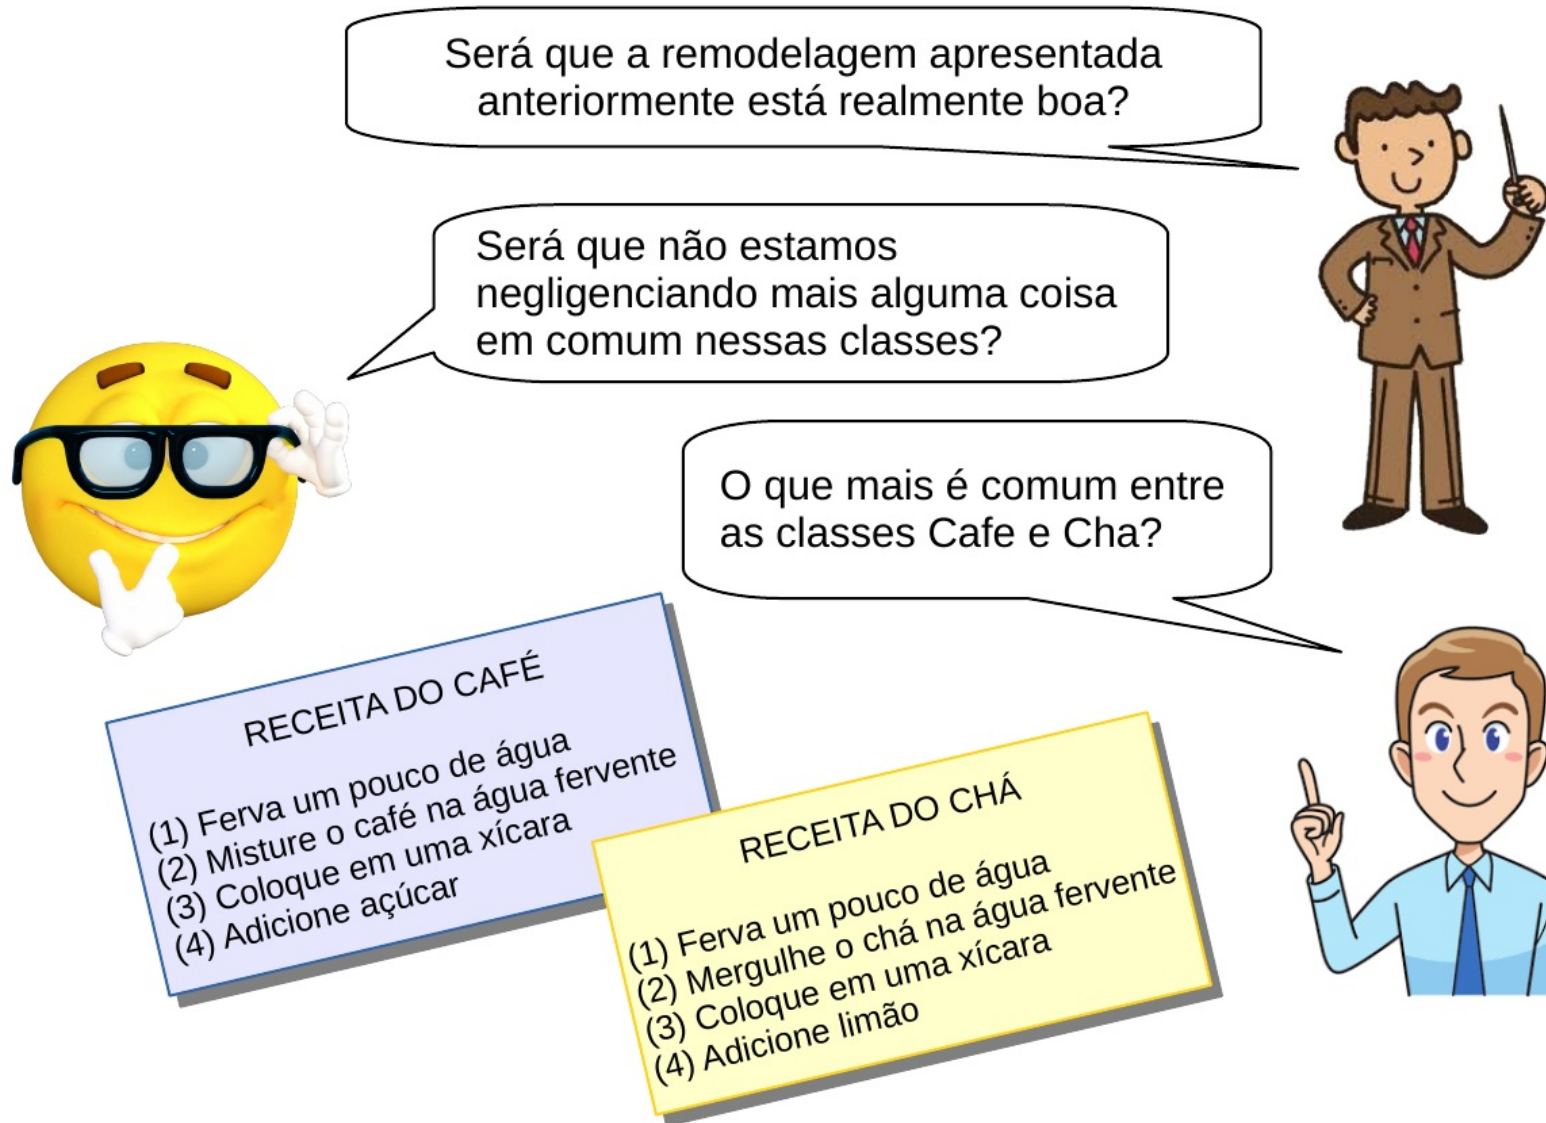 Será que a remodelagem apresentada
anteriormente está realmente boa?
Será que não estamos
negligenciando mais alguma coisa
em comum nessas classes?
O que mais é comum entre
as classes Cafe e Cha?
RECEITA DO CAFÉ
(1) Ferva um pouco de água
(2) Misture o café na água fervente
(3) Coloque em uma xícara
(4) Adicione açúcar
RECEITA DO CHÁ
(1) Ferva um pouco de água
(2) Mergulhe o chá na água fervente
(3) Coloque em uma xícara
(4) Adicione limão